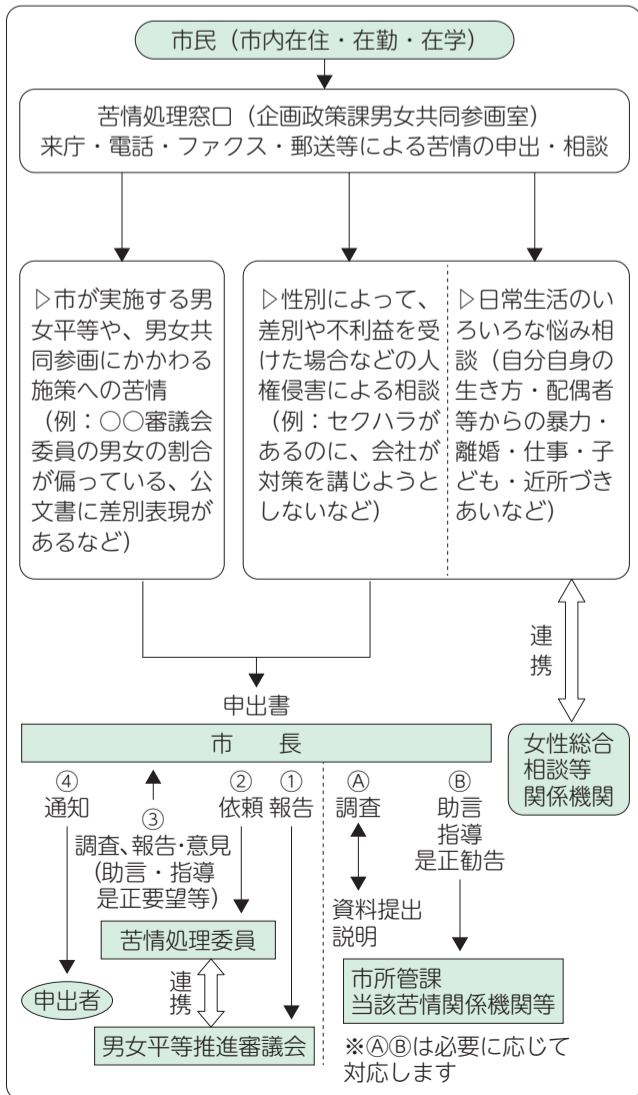 市民（市内在住・在勤・在学）
苦情処理窓口（企画政策課男女共同参画室）
来庁・電話・ファクス・郵送等による苦情の申出・相談
▷市が実施する男
女平等や、男女共
同参画にかかわる
施策への苦情
（例：○○審議会
委員の男女の割合
が偏っている、公
文書に差別表現が
あるなど）
▷性別によって、
差別や不利益を受
けた場合などの人
権侵害による相談
（例：セクハラが
あるのに、会社が
対策を講じようと
しないなど）
▷日常生活のい
ろいろな悩み相
談（自分自身の
生き方・配偶者
等からの暴力・
離婚・仕事・子
ども・近所づき
あいなど）
連携
申出書
市　長
女性総合
相談等
関係機関
④
通知
③
調査、報告・意見
（助言・指導
是正要望等）
②
依頼
①
報告
Ⓐ
調査
資料提出
説明
Ⓑ
助言
指導
是正勧告
苦情処理委員
連携
申出者
男女平等推進審議会
市所管課
当該苦情関係機関等
※ⒶⒷは必要に応じて
対応します